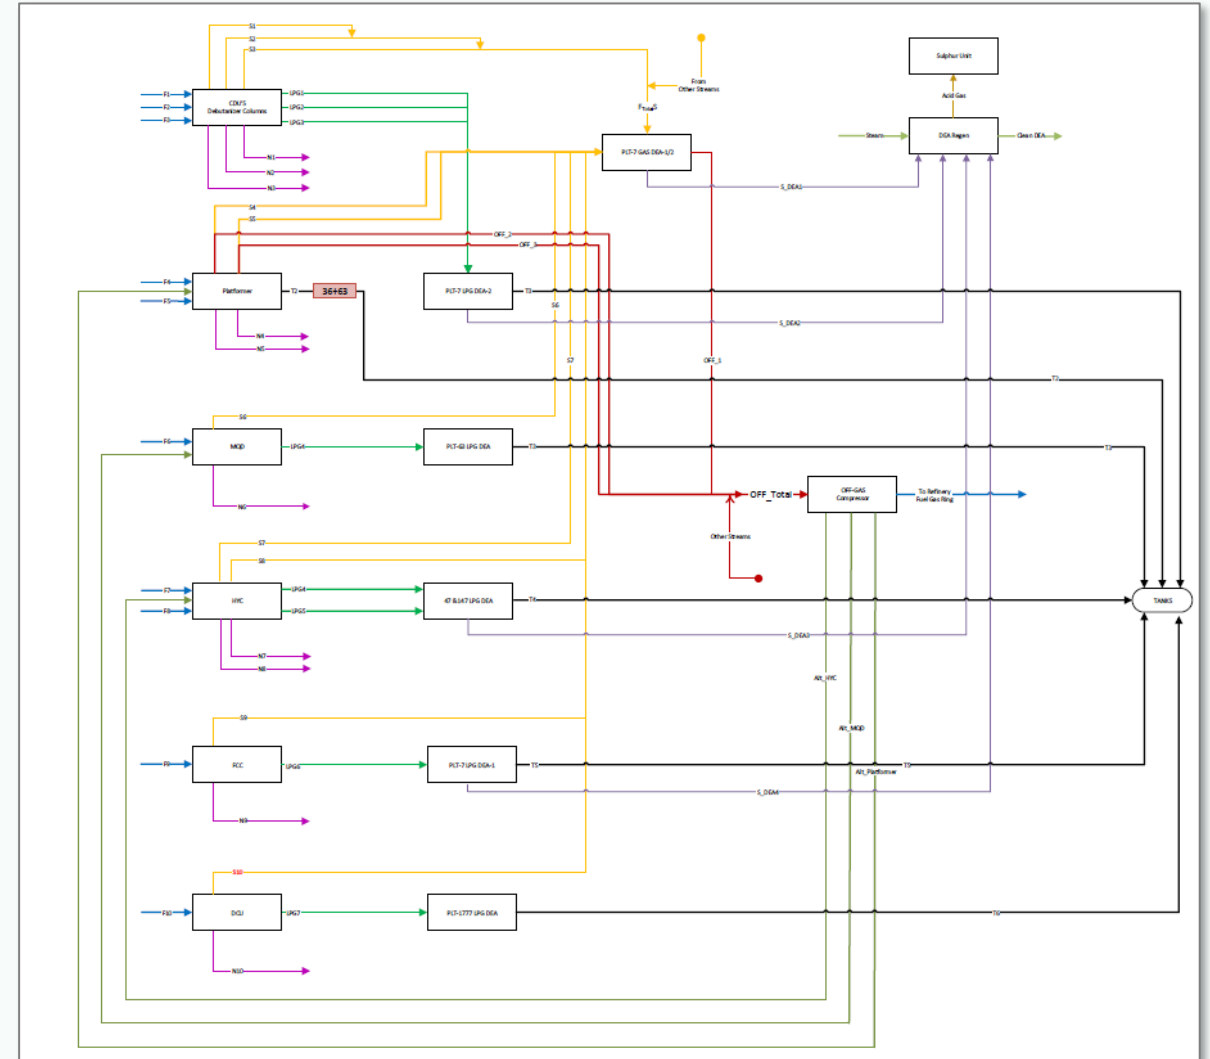 S1
S2
S3
Sulphur Unit
From
Other Streams
F1
F2
F3
CDU'S
Debutanizer Columns
LPG1
LPG2
LPG3
Acid Gas
F_Total_S
Steam
DEA Regen
Clean DEA
PLT-7 GAS DEA-1/2
N1
N2
N3
S_DEA1
S4
S5
OFF_2
OFF_3
F4
F5
Platformer
T2
36+63
PLT-7 LPG DEA-2
T3
S6
S_DEA2
N4
N5
S7
OFF_1
T2
S6
F6
MQD
LPG4
PLT-63 LPG DEA
T3
T3
OFF-GAS
Compressor
OFF_Total
To Refinery
Fuel Gas Ring
N6
Other Streams
S7
S8
F7
F8
HYC
LPG4
LPG5
47 &147 LPG DEA
T4
TANKS
S_DEA3
N7
N8
Alt_HYC
S9
Alt_MQD
F9
FCC
LPG6
PLT-7 LPG DEA-1
T5
T5
Alt_Platformer
S_DEA4
N9
S10
F10
DCU
LPG7
PLT-1777 LPG DEA
T6
N10